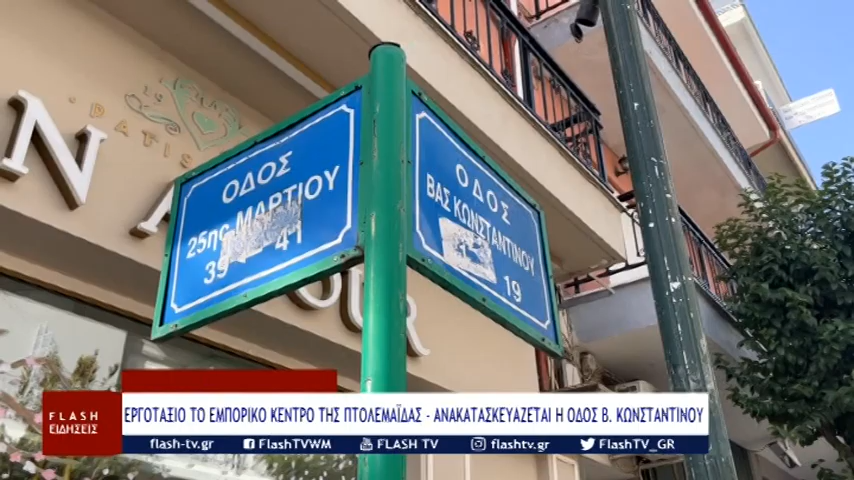 PATIS
ΟΔΟΣ
25ης ΜΑΡΤΙΟΥ
39 41
ΟΔΟΣ
ΒΑΣ ΚΩΝΣΤΑΝΤΙΝΟΥ
19
FLASH
ΕΙΔΗΣΕΙΣ
ΕΡΓΟΤΑΞΙΟ ΤΟ ΕΜΠΟΡΙΚΟ ΚΕΝΤΡΟ ΤΗΣ ΠΤΟΛΕΜΑΪΔΑΣ - ΑΝΑΚΑΤΑΣΚΕΥΑΖΕΤΑΙ Η ΟΔΟΣ Β. ΚΩΝΣΤΑΝΤΙΝΟΥ
flash-tv.gr FlashTVWM FLASH TV flashtv.gr FlashTV_GR